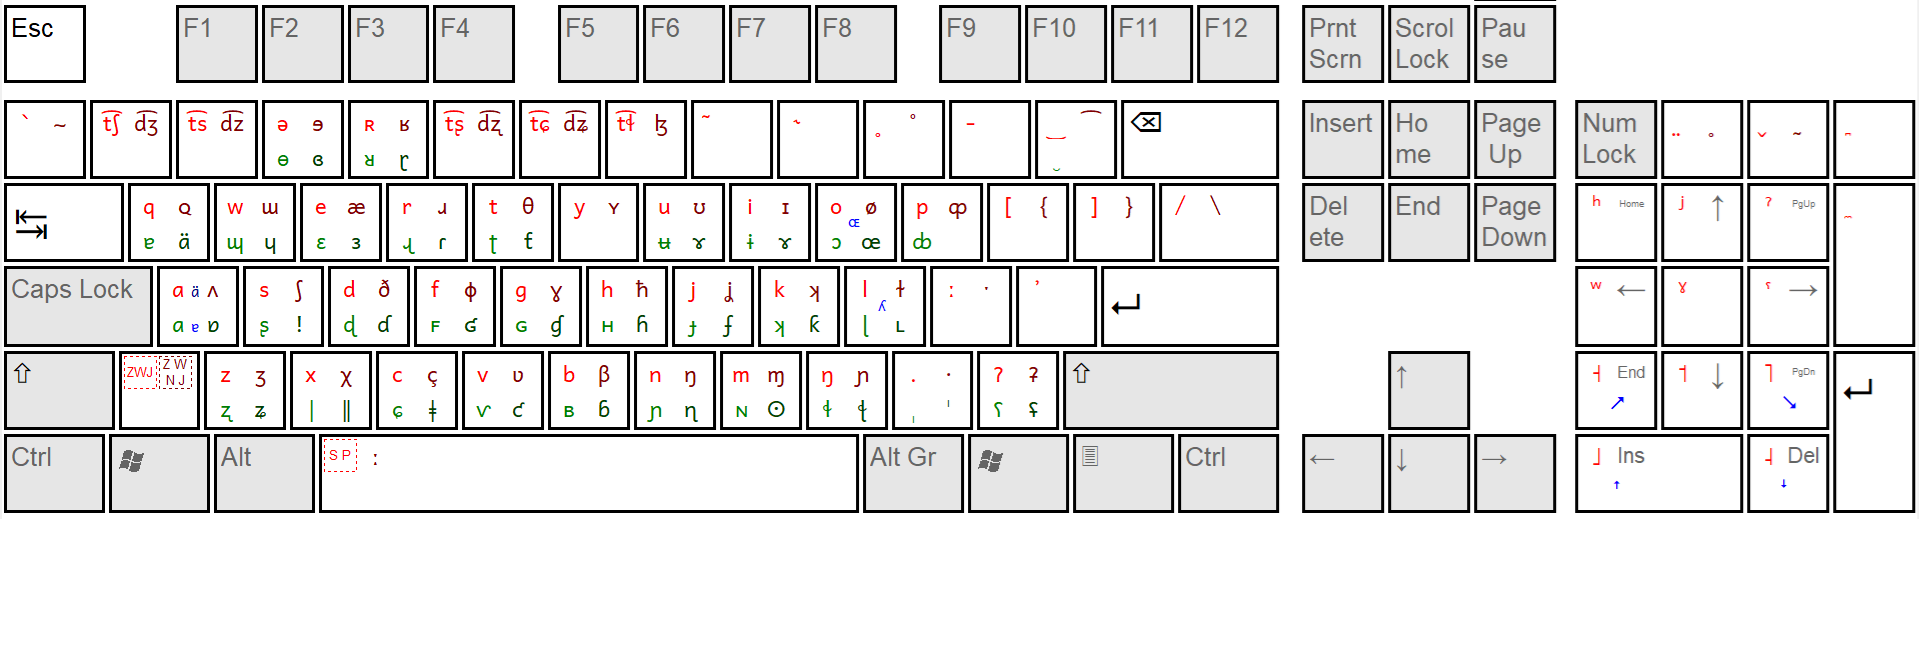 Esc F1 F2 F3 F4 F5 F6 F7 F8 F9 F10 F11 F12 Prnt Scrn Scrol Lock Pau se
` ~ t͡ʃ d͡ʒ t͡s d͡z ə ɘ ʀ ʁ t͡ʂ d͡ʐ t͡ɕ d͡ʑ t͡ɬ ɮ ⌫ Insert Ho me Page Up Num Lock
ɵ ɞ ᴚ ɽ
q ɋ w ɯ e æ r ɹ t θ y ʏ u ʊ i ɪ o ø p ȹ [ { ] } / \ Del ete End Page Down ʰ Home ʲ ↑ ˀ PgUp
ɶ
ɐ ä ɰ ɥ ɛ ɜ ɻ ɾ ʈ ƭ ʉ ɤ ɨ ɤ ɔ œ ȸ
Caps Lock a ä ʌ s ʃ d ð f ɸ g ɣ h ħ j ʝ k ʞ l ɫ ː ˑ ʼ ↵ ʷ ← ˠ ˤ →
ʎ
ɑ ɐ ɒ ʂ ! ɖ ɗ ꜰ ʛ ɢ ɠ ʜ ɦ ɟ ʄ ʞ ƙ ɭ ʟ
⇧ ZWJ ZW NJ z ʒ x χ c ç v ʋ b β n ŋ m ɱ ŋ ɲ . · ʔ ʡ ⇧ ↑ ˧ End ˦ ↓ ˥ PgDn ↵
ʐ ʑ ǀ ǁ ɕ ǂ ⱱ ƈ ʙ ɓ ɲ ɳ ɴ ʘ ɬ ɻ ˌ ˈ ʕ ʢ ↗ ↘
Ctrl Alt SP : Alt Gr Ctrl ← ↓ → ˩ Ins ˨ Del
↑ ↓